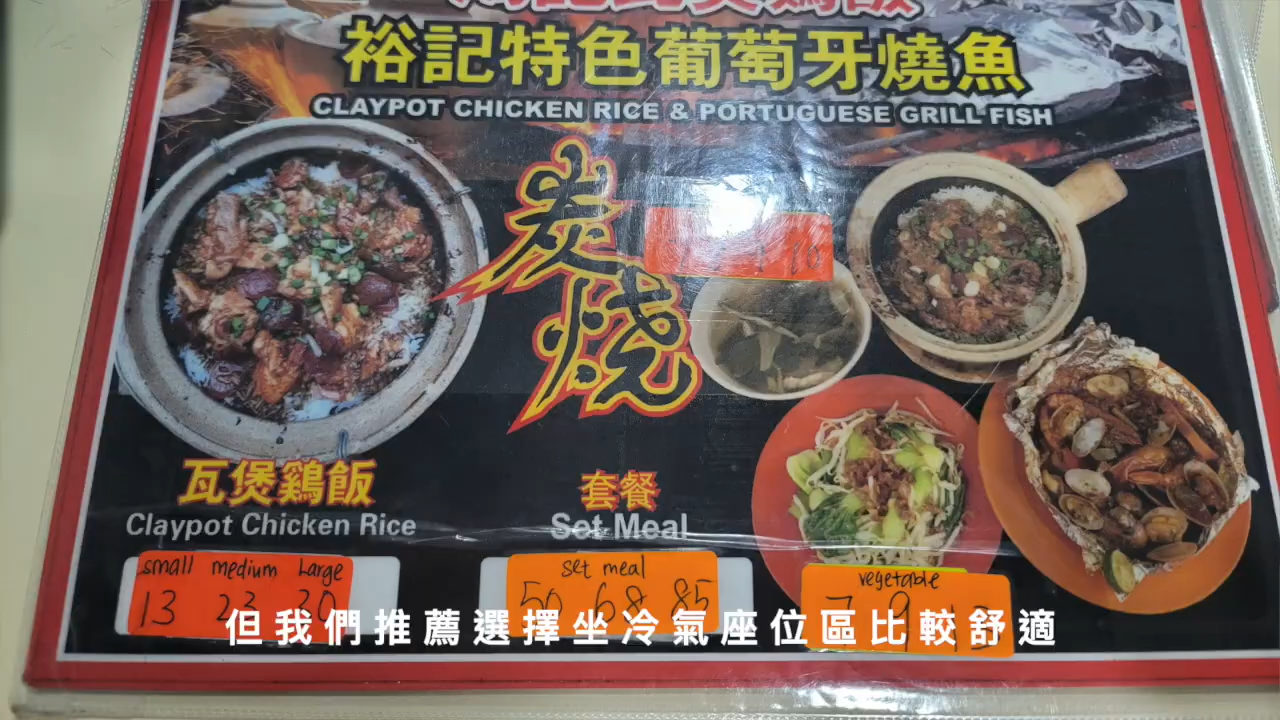 裕記特色葡萄牙燒魚
CLAYPOT CHICKEN RICE & PORTUGUESE GRILL FISH
炭燒
瓦煲鷄飯
Claypot Chicken Rice
套餐
Set Meal
small medium Large
13 23 30
set meal
50 68 85
vegetable
7 9 13
但我們推薦選擇坐冷氣座位區比較舒適